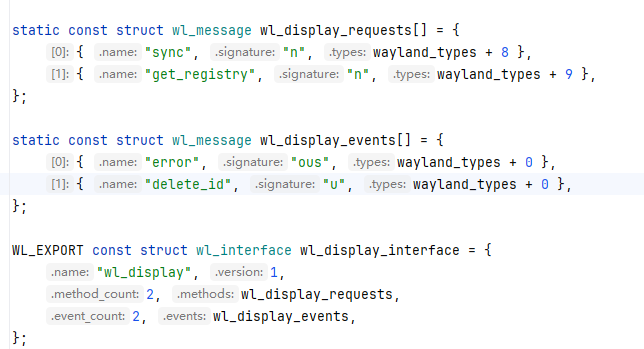 static const struct wl_message wl_display_requests[] = {
[0]: { .name: "sync", .signature: "n", .types: wayland_types + 8 },
[1]: { .name: "get_registry", .signature: "n", .types: wayland_types + 9 },
};
static const struct wl_message wl_display_events[] = {
[0]: { .name: "error", .signature: "ous", .types: wayland_types + 0 },
[1]: { .name: "delete_id", .signature: "u", .types: wayland_types + 0 },
};
WL_EXPORT const struct wl_interface wl_display_interface = {
.name: "wl_display", .version: 1,
.method_count: 2, .methods: wl_display_requests,
.event_count: 2, .events: wl_display_events,
};